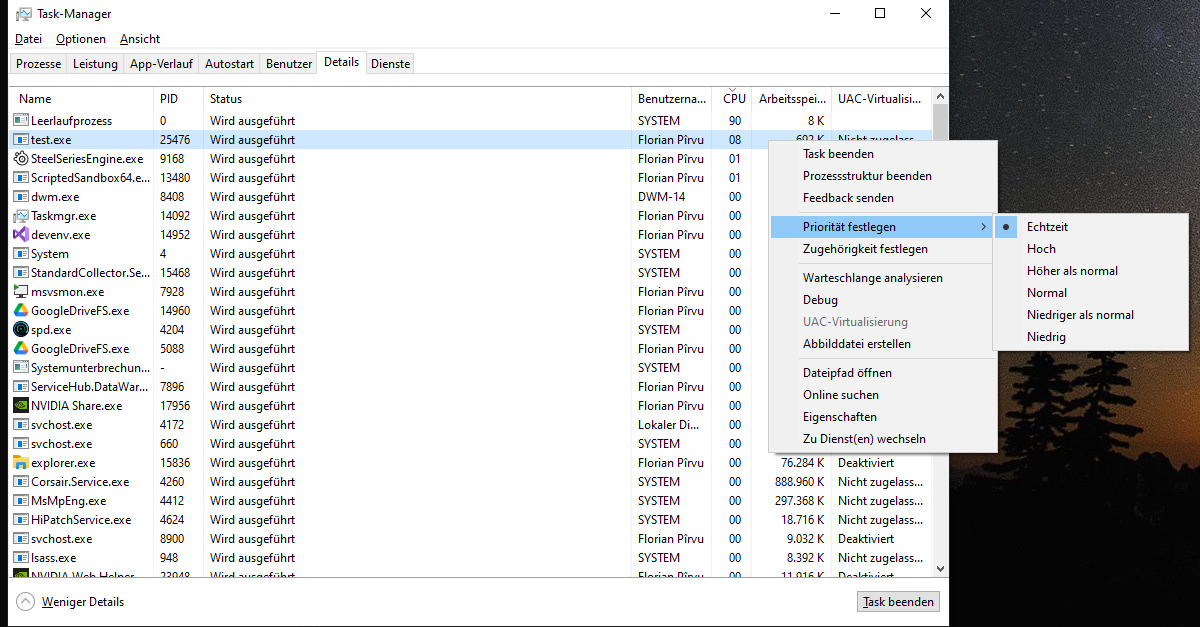 Task-Manager
Datei Optionen Ansicht
Prozesse Leistung App-Verlauf Autostart Benutzer Details Dienste
Name PID Status Benutzerna... CPU Arbeitsspei... UAC-Virtualisi...
Leerlaufprozess 0 Wird ausgeführt SYSTEM 90 8 K
test.exe 25476 Wird ausgeführt Florian Pîrvu 08 692 K Nicht zugelass...
SteelSeriesEngine.exe 9168 Wird ausgeführt Florian Pîrvu 01
ScriptedSandbox64.e... 13480 Wird ausgeführt Florian Pîrvu 01
dwm.exe 8408 Wird ausgeführt DWM-14 00
Taskmgr.exe 14092 Wird ausgeführt Florian Pîrvu 00
devenv.exe 14952 Wird ausgeführt Florian Pîrvu 00
System 4 Wird ausgeführt SYSTEM 00
StandardCollector.Se... 15468 Wird ausgeführt SYSTEM 00
msvsmon.exe 7928 Wird ausgeführt Florian Pîrvu 00
GoogleDriveFS.exe 14960 Wird ausgeführt Florian Pîrvu 00
spd.exe 4204 Wird ausgeführt SYSTEM 00
GoogleDriveFS.exe 5088 Wird ausgeführt Florian Pîrvu 00
Systemunterbrechun... - Wird ausgeführt SYSTEM 00
ServiceHub.DataWar... 7896 Wird ausgeführt Florian Pîrvu 00
NVIDIA Share.exe 17956 Wird ausgeführt Florian Pîrvu 00
svchost.exe 4172 Wird ausgeführt Lokaler Di... 00
svchost.exe 660 Wird ausgeführt SYSTEM 00
explorer.exe 15836 Wird ausgeführt Florian Pîrvu 00 76.284 K Deaktiviert
Corsair.Service.exe 4260 Wird ausgeführt SYSTEM 00 888.960 K Nicht zugelass...
MsMpEng.exe 4412 Wird ausgeführt SYSTEM 00 297.368 K Nicht zugelass...
HiPatchService.exe 4624 Wird ausgeführt SYSTEM 00 18.716 K Nicht zugelass...
svchost.exe 8900 Wird ausgeführt Florian Pîrvu 00 9.032 K Deaktiviert
lsass.exe 948 Wird ausgeführt SYSTEM 00 8.392 K Nicht zugelass...
NVIDIA Web Helper 23948 Wird ausgeführt Florian Pîrvu 00 11.916 K Deaktiviert
Task beenden
Prozessstruktur beenden
Feedback senden
Priorität festlegen
Zugehörigkeit festlegen
Warteschlange analysieren
Debug
UAC-Virtualisierung
Abbilddatei erstellen
Dateipfad öffnen
Online suchen
Eigenschaften
Zu Dienst(en) wechseln
Echtzeit
Hoch
Höher als normal
Normal
Niedriger als normal
Niedrig
Weniger Details
Task beenden